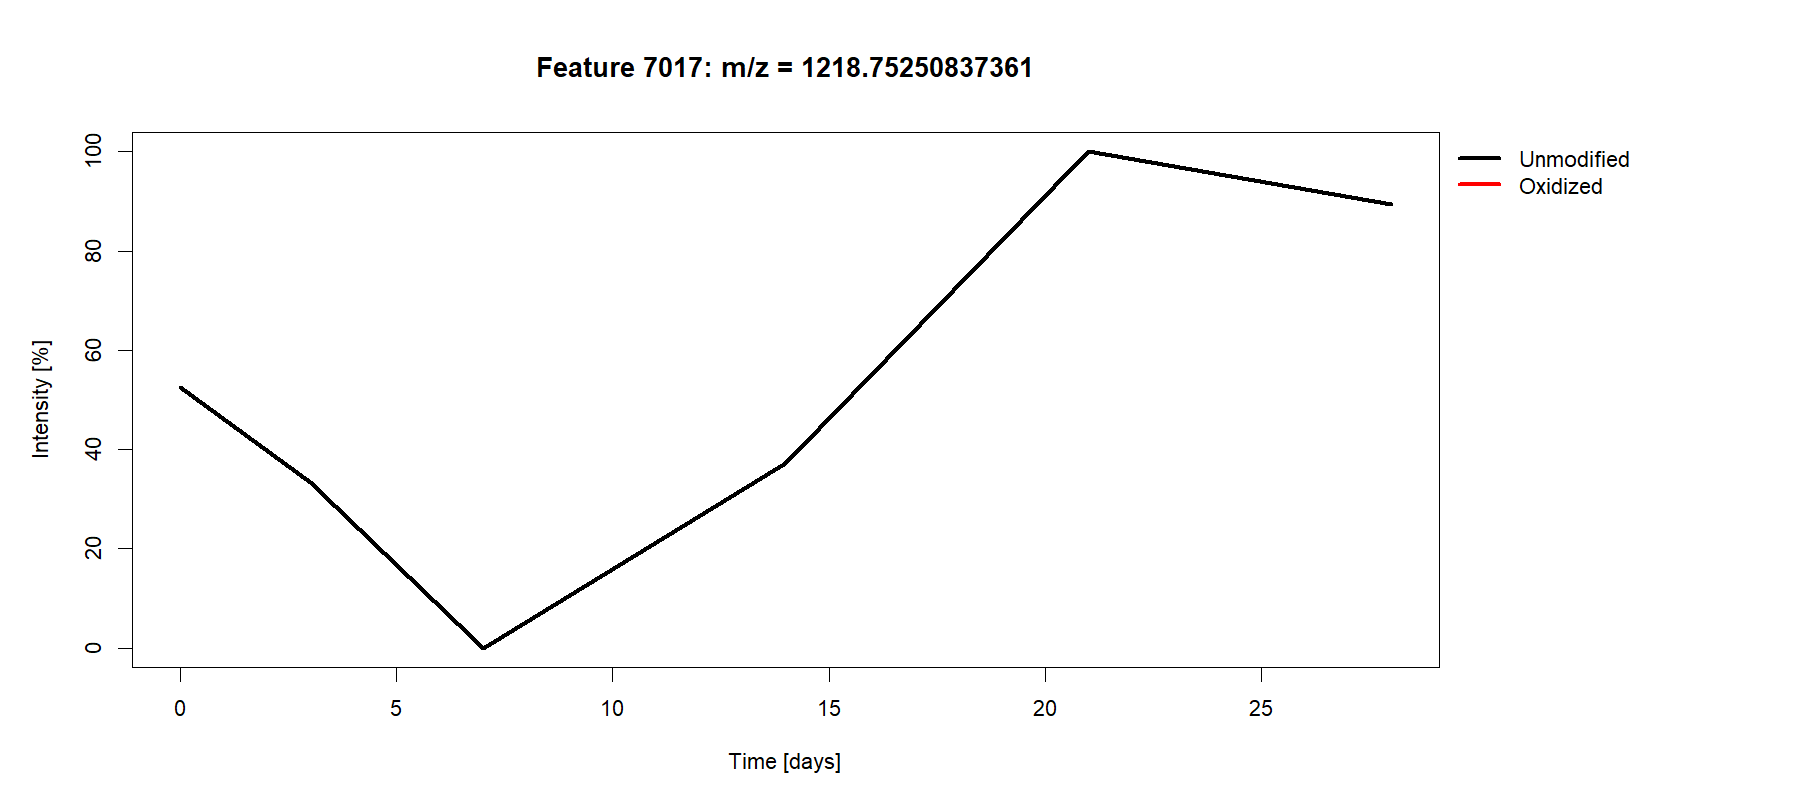 Feature 7017: m/z = 1218.75250837361
Unmodified
Oxidized
Intensity [%]
100
80
60
40
20
0
0 5 10 15 20 25
Time [days]